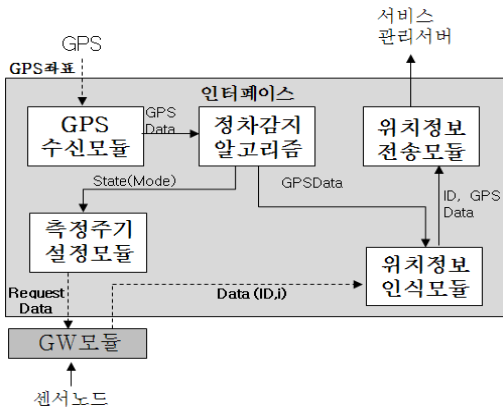 서비스
관리서버
GPS
GPS좌표
인터페이스
GPS
수신모듈
GPS
Data
정차감지
알고리즘
위치정보
전송모듈
State(Mode)
GPSData
ID, GPS
Data
측정주기
설정모듈
위치정보
인식모듈
Request
Data
Data (ID,i)
GW모듈
센서노드